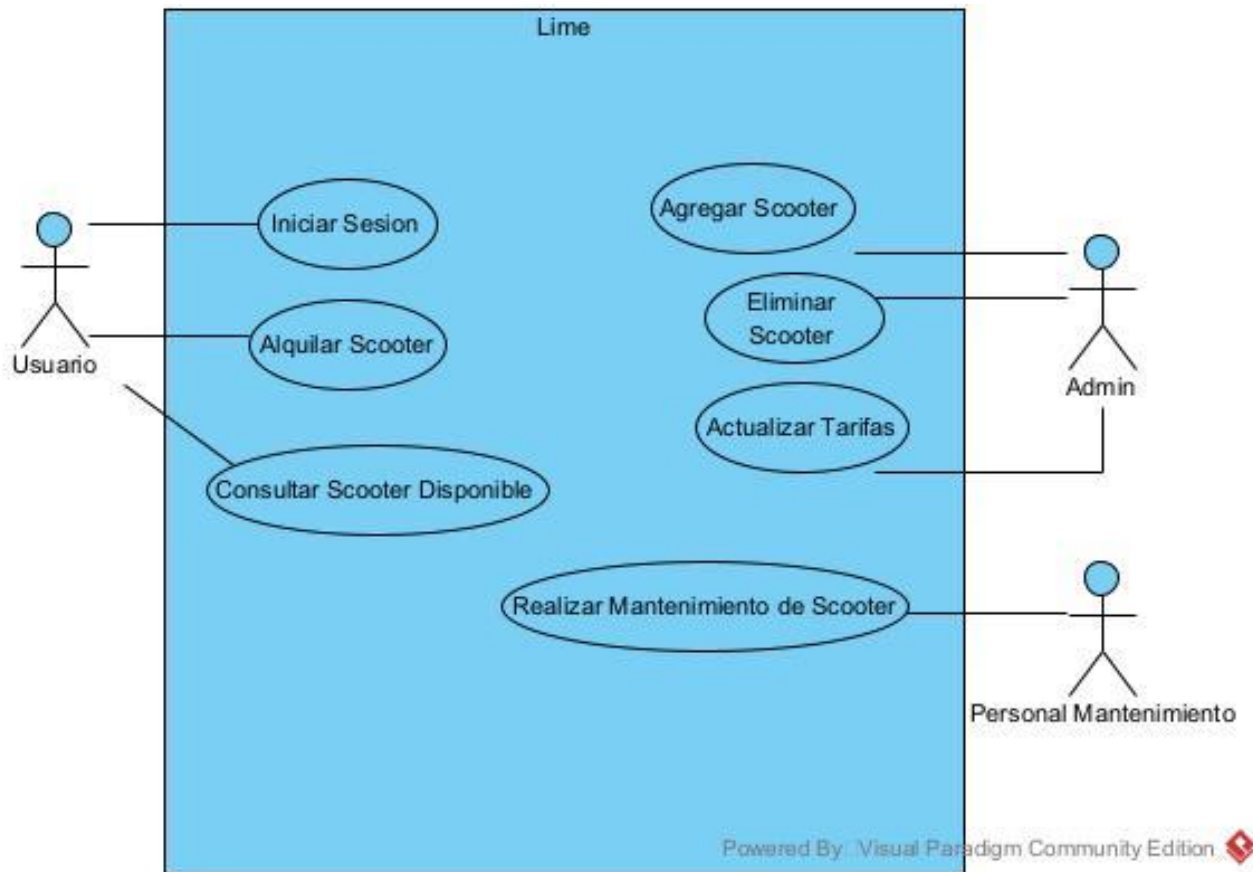 Lime
Iniciar Sesion
Agregar Scooter
Eliminar
Scooter
Alquilar Scooter
Usuario
Admin
Actualizar Tarifas
Consultar Scooter Disponible
Realizar Mantenimiento de Scooter
Personal Mantenimiento
Powered By Visual Paradigm Community Edition